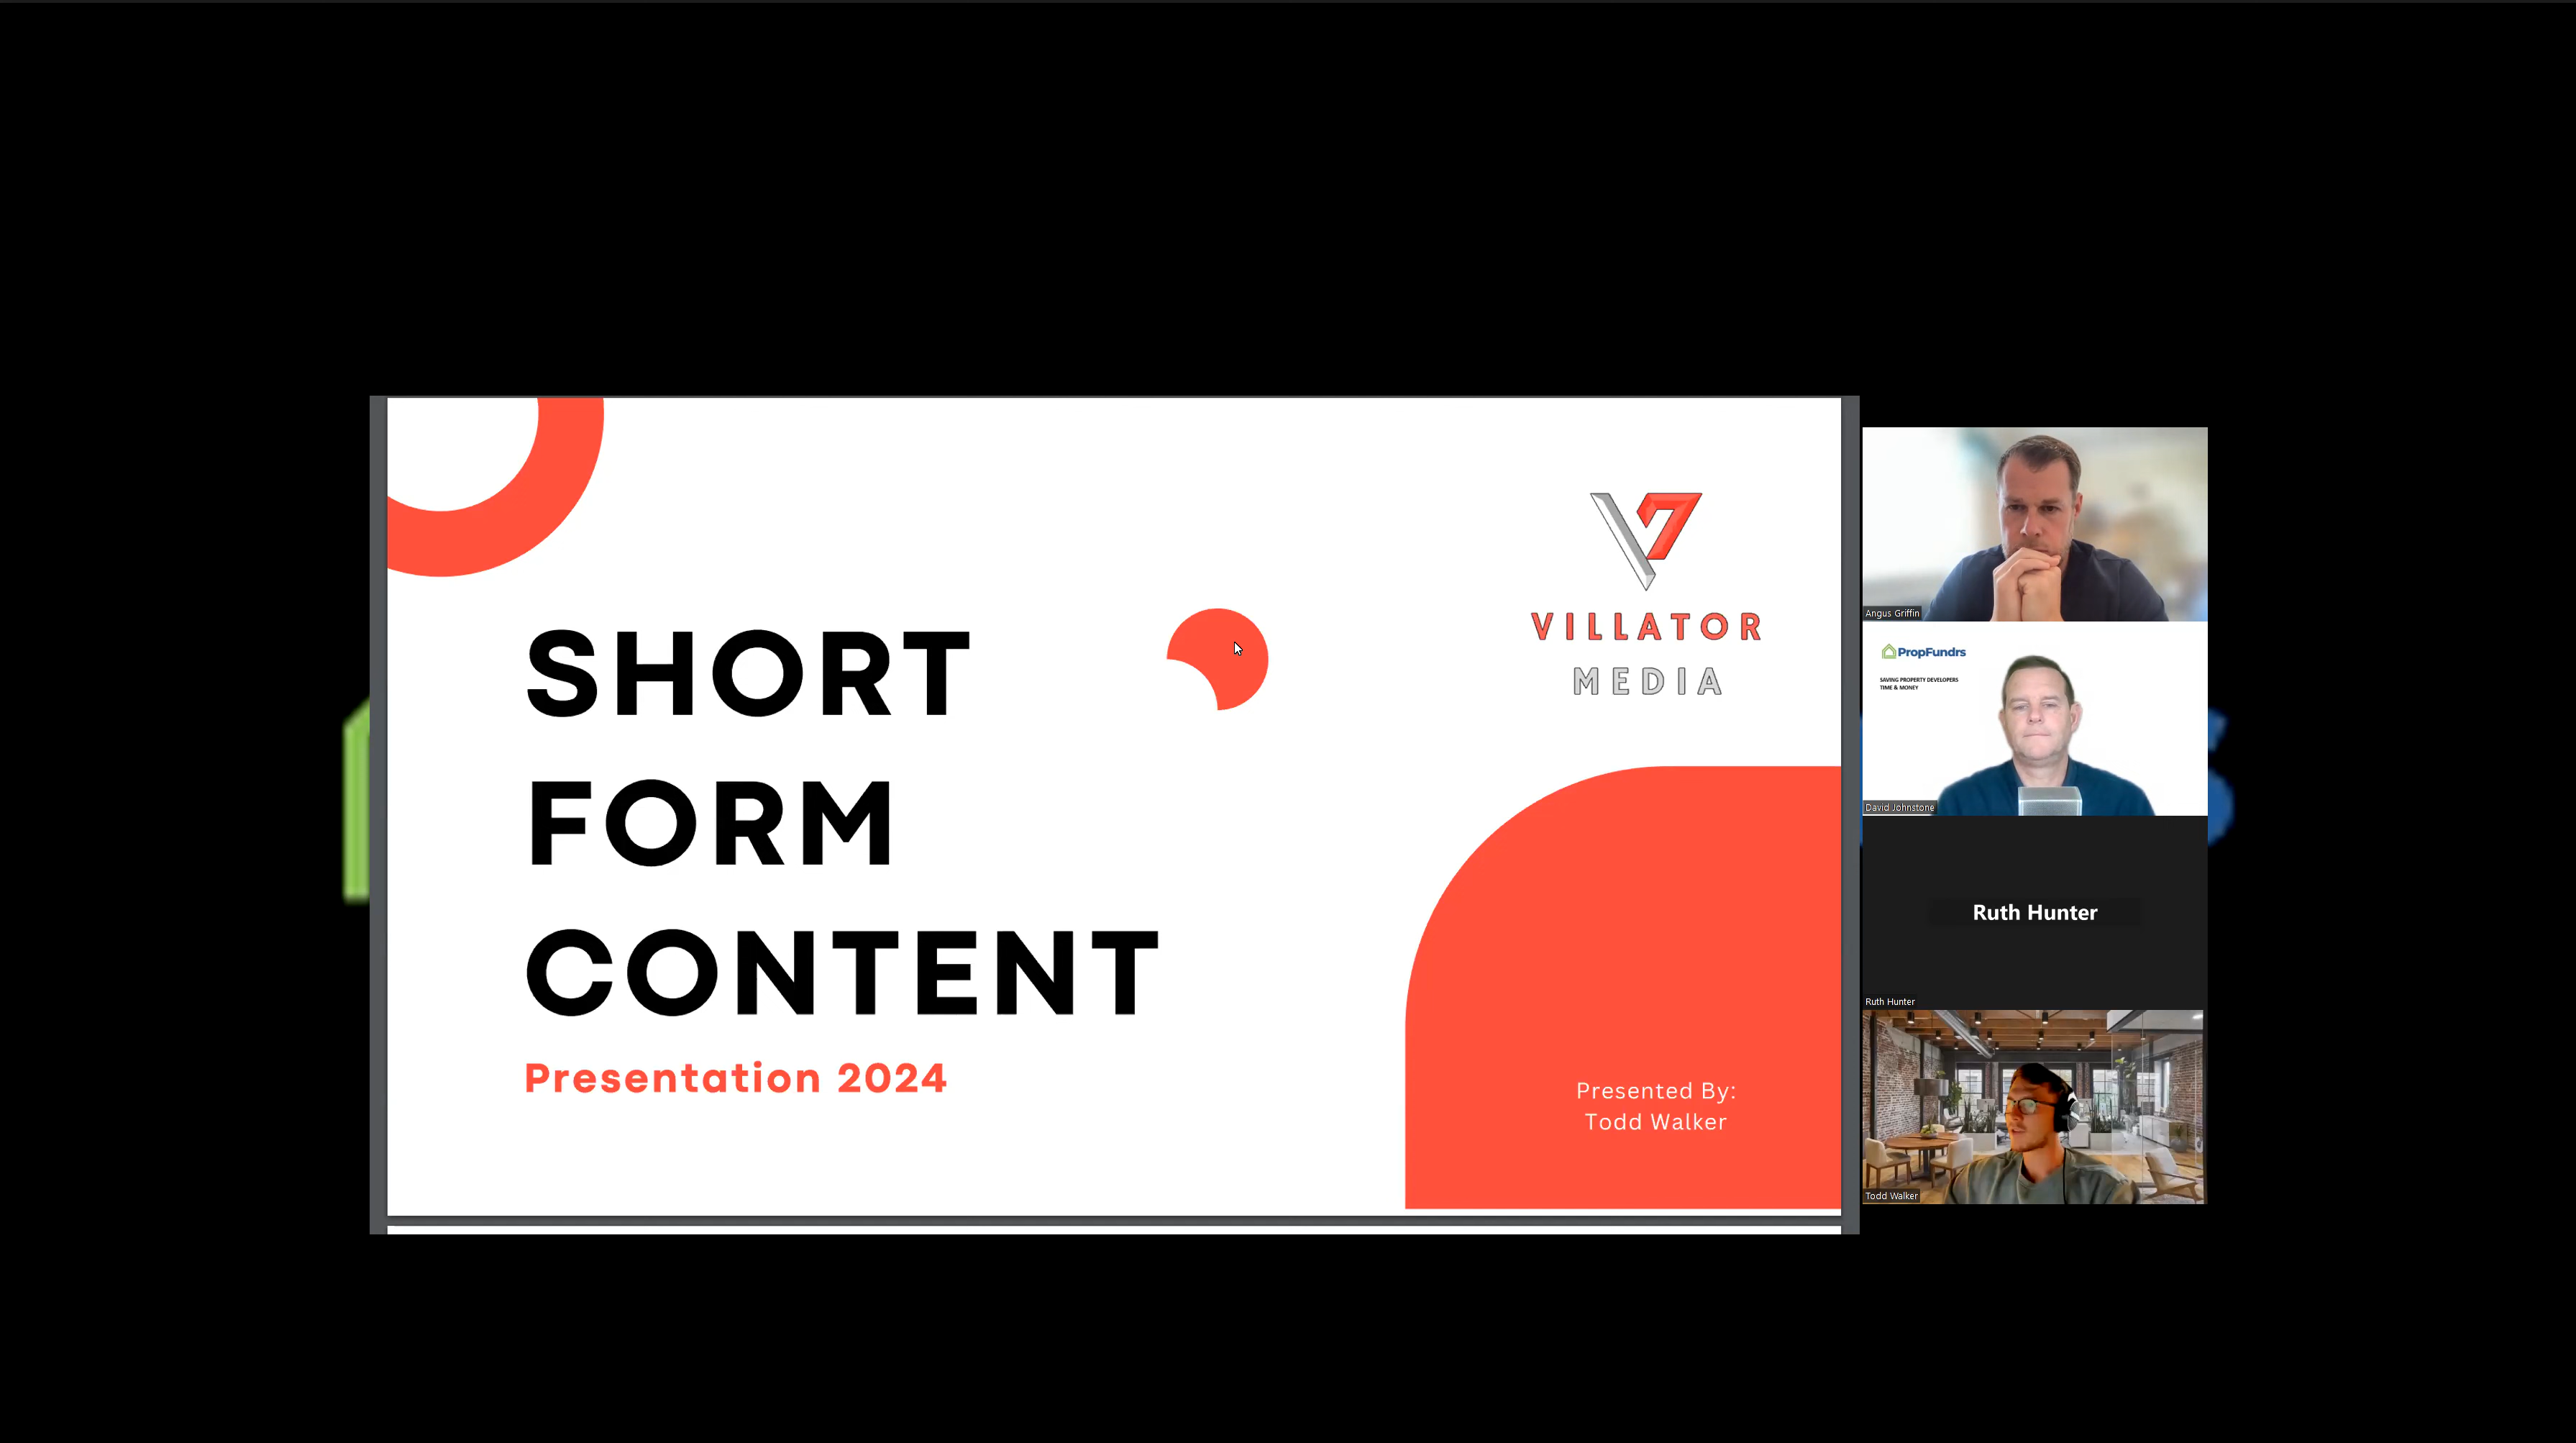 SHORT
FORM
CONTENT
Presentation 2024
VILLATOR
MEDIA
Presented By:
Todd Walker
Angus Griffin
PropFundrs
SAVING PROPERTY DEVELOPERS
TIME & MONEY
David Johnstone
Ruth Hunter
Ruth Hunter
Todd Walker